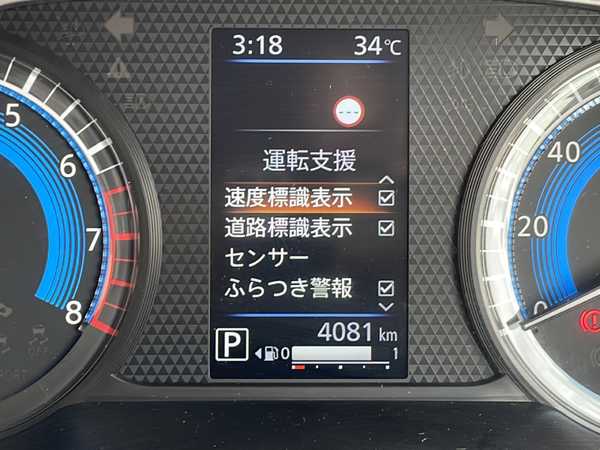 3:18 34℃
運転支援
速度標識表示
道路標識表示
センサー
ふらつき警報
4081 km
P 0 1
5
6
7
8
40
20
0
OFF